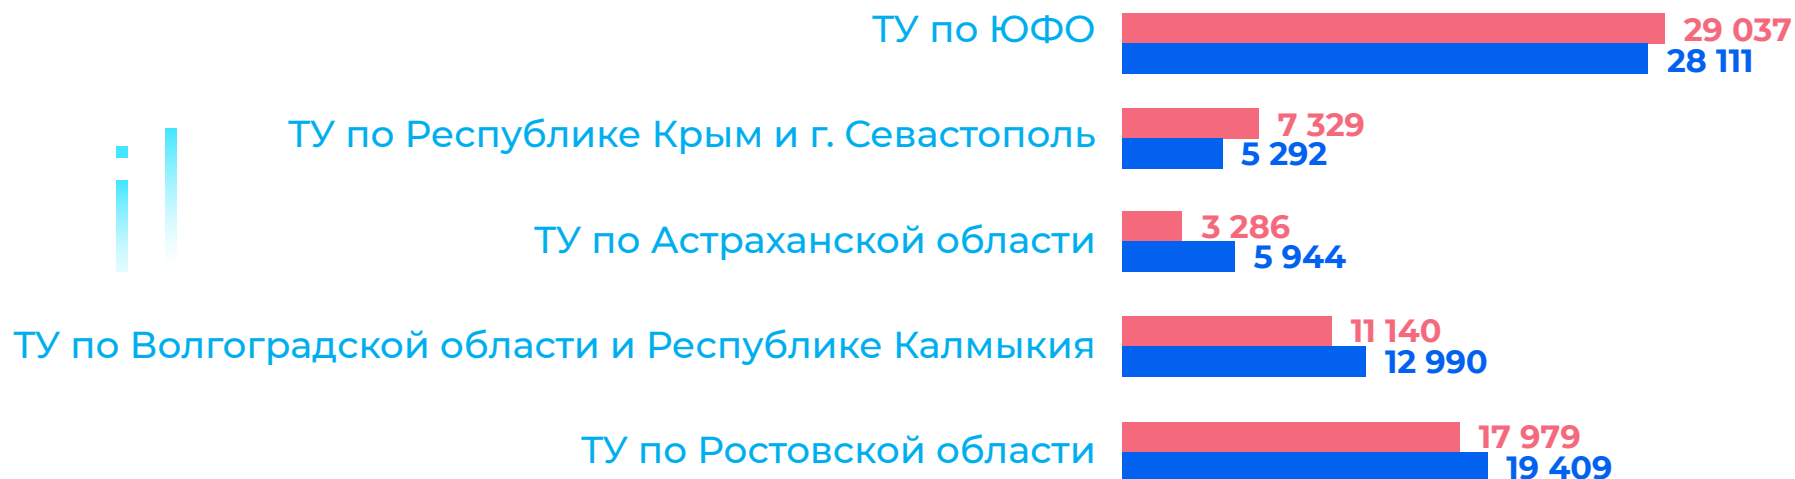 ТУ по ЮФО
29 037
28 111
ТУ по Республике Крым и г. Севастополь
7 329
5 292
ТУ по Астраханской области
3 286
5 944
ТУ по Волгоградской области и Республике Калмыкия
11 140
12 990
ТУ по Ростовской области
17 979
19 409